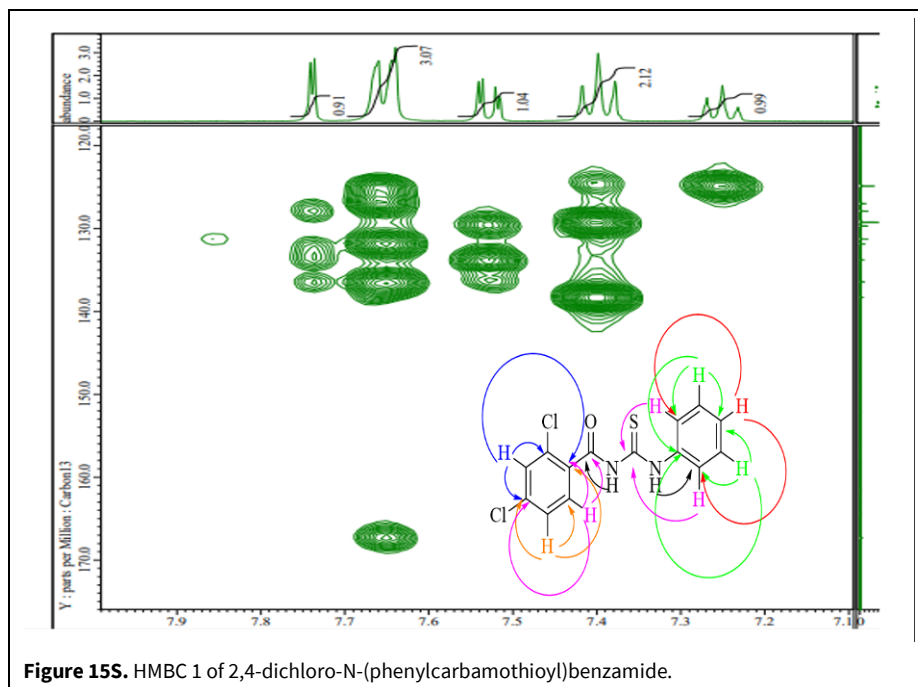 abundance
3.0
2.0
1.0
0
0.91
3.07
1.04
2.12
0.99
Y : parts per Million : Carbon13
120.0
130.0
140.0
150.0
160.0
170.0
H
H
H
Cl
O
S
H
H
N
N
H
H
H
Cl
H
H
H
7.9
7.8
7.7
7.6
7.5
7.4
7.3
7.2
7.1
0
Figure 15S. HMBC 1 of 2,4-dichloro-N-(phenylcarbamothioyl)benzamide.